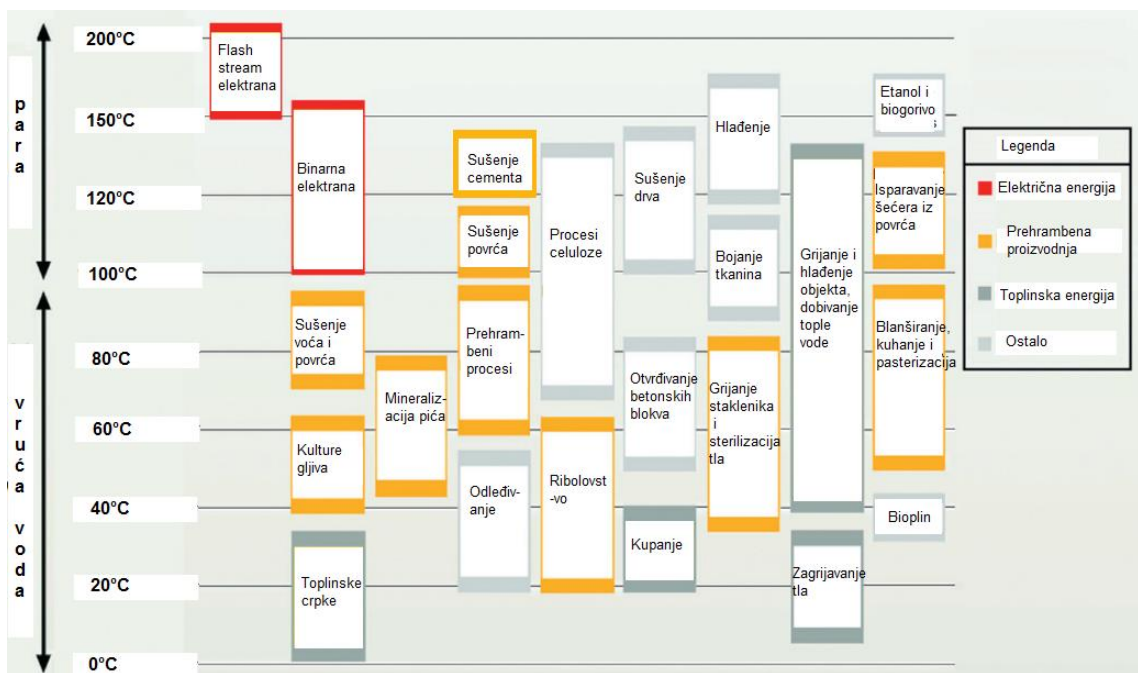 200°C
150°C
120°C
100°C
80°C
60°C
40°C
20°C
0°C
para
vruća voda
Flash
stream
elektrana
Binarna
elektrana
Sušenje
voća i
povrća
Kulture
gljiva
Toplinske
crpke
Mineraliz-
acija pića
Sušenje
cementa
Sušenje
povrća
Prehram-
beni
procesi
Odleđiv-
anje
Procesi
celuloze
Ribolovst
-vo
Sušenje
drva
Otvrđivanje
betonskih
blokva
Kupanje
Hlađenje
Bojanje
tkanina
Grijanje
staklenika
i
sterilizacija
tla
Grijanje i
hlađenje
objekta,
dobivanje
tople
vode
Zagrijavanje
tla
Etanol i
biogorivo
Isparavanje
šećera iz
povrća
Blanširanje,
kuhanje i
pasterizacija
Bioplin
Legenda
Električna energija
Prehrambena
proizvodnja
Toplinska energija
Ostalo